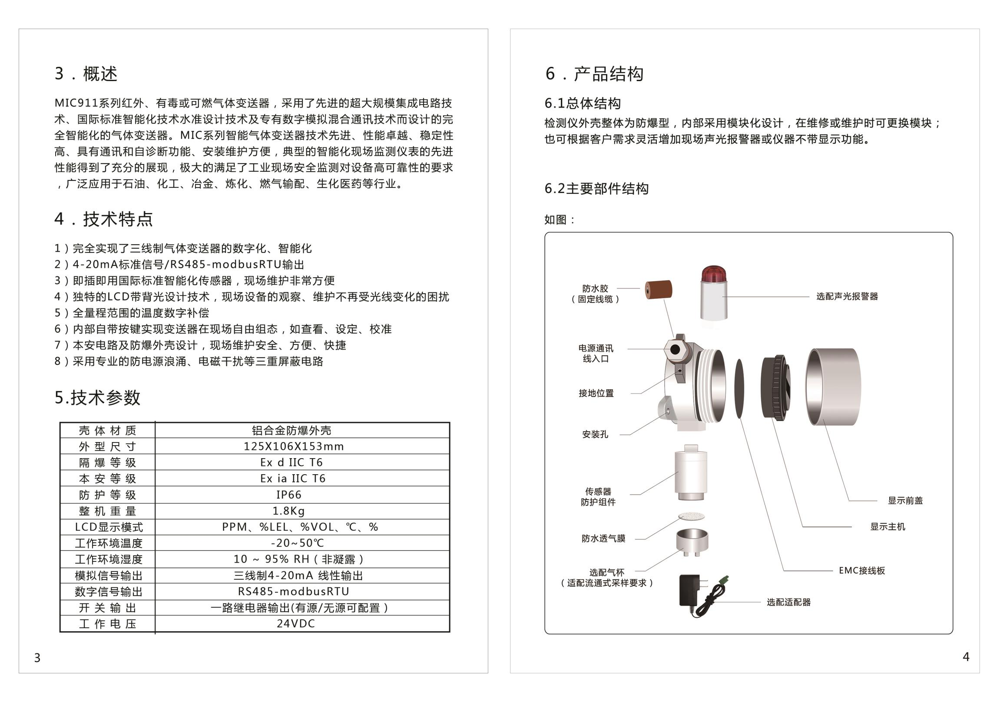 3．概述
MIC911系列红外、有毒或可燃气体变送器，采用了先进的超大规模集成电路技
术、国际标准智能化技术水准设计技术及专有数字模拟混合通讯技术而设计的完
全智能化的气体变送器。MIC系列智能气体变送器技术先进、性能卓越、稳定性
高、具有通讯和自诊断功能、安装维护方便，典型的智能化现场监测仪表的先进
性能得到了充分的展现，极大的满足了工业现场安全监测对设备高可靠性的要求
，广泛应用于石油、化工、冶金、炼化、燃气输配、生化医药等行业。
4．技术特点
1）完全实现了三线制气体变送器的数字化、智能化
2）4-20mA标准信号/RS485-modbusRTU输出
3）即插即用国际标准智能化传感器，现场维护非常方便
4）独特的LCD带背光设计技术，现场设备的观察、维护不再受光线变化的困扰
5）全量程范围的温度数字补偿
6）内部自带按键实现变送器在现场自由组态，如查看、设定、校准
7）本安电路及防爆外壳设计，现场维护安全、方便、快捷
8）采用专业的防电源浪涌、电磁干扰等三重屏蔽电路
5.技术参数
壳体材质 铝合金防爆外壳
外型尺寸 125X106X153mm
隔爆等级 Ex d IIC T6
本安等级 Ex ia IIC T6
防护等级 IP66
整机重量 1.8Kg
LCD显示模式 PPM、%LEL、%VOL、℃、%
工作环境温度 -20~50℃
工作环境湿度 10 ~ 95% RH（非凝露）
模拟信号输出 三线制4-20mA 线性输出
数字信号输出 RS485-modbusRTU
开关输出 一路继电器输出(有源/无源可配置）
工作电压 24VDC
3
6．产品结构
6.1总体结构
检测仪外壳整体为防爆型，内部采用模块化设计，在维修或维护时可更换模块；
也可根据客户需求灵活增加现场声光报警器或仪器不带显示功能。
6.2主要部件结构
如图：
防水胶
（固定线缆）
选配声光报警器
电源通讯
线入口
接地位置
安装孔
传感器
防护组件
显示前盖
显示主机
防水透气膜
EMC接线板
选配气杯
（适配流通式采样要求）
选配适配器
4